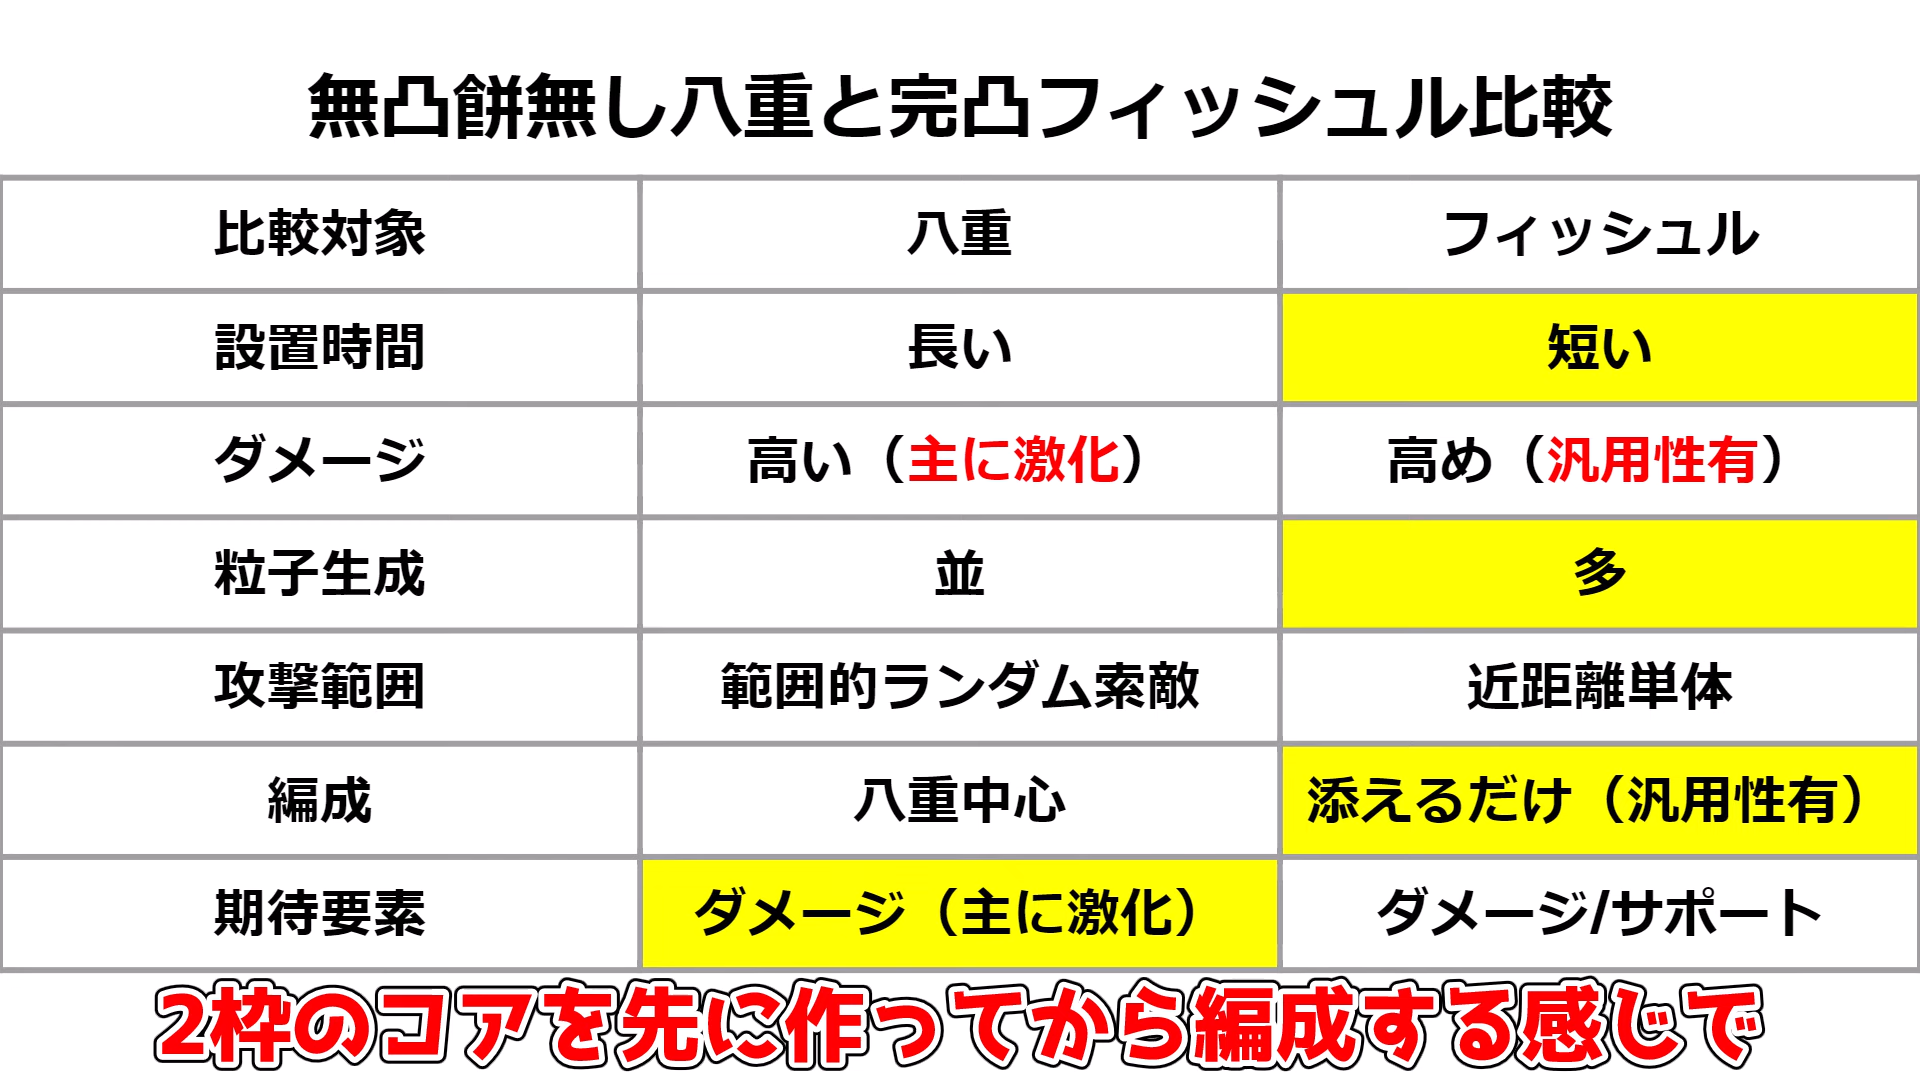 無凸餅無し八重と完凸フィッシュル比較
比較対象 八重 フィッシュル
設置時間 長い 短い
ダメージ 高い（主に激化） 高め（汎用性有）
粒子生成 並 多
攻撃範囲 範囲的ランダム索敵 近距離単体
編成 八重中心 添えるだけ（汎用性有）
期待要素 ダメージ（主に激化） ダメージ/サポート
2枠のコアを先に作ってから編成する感じで